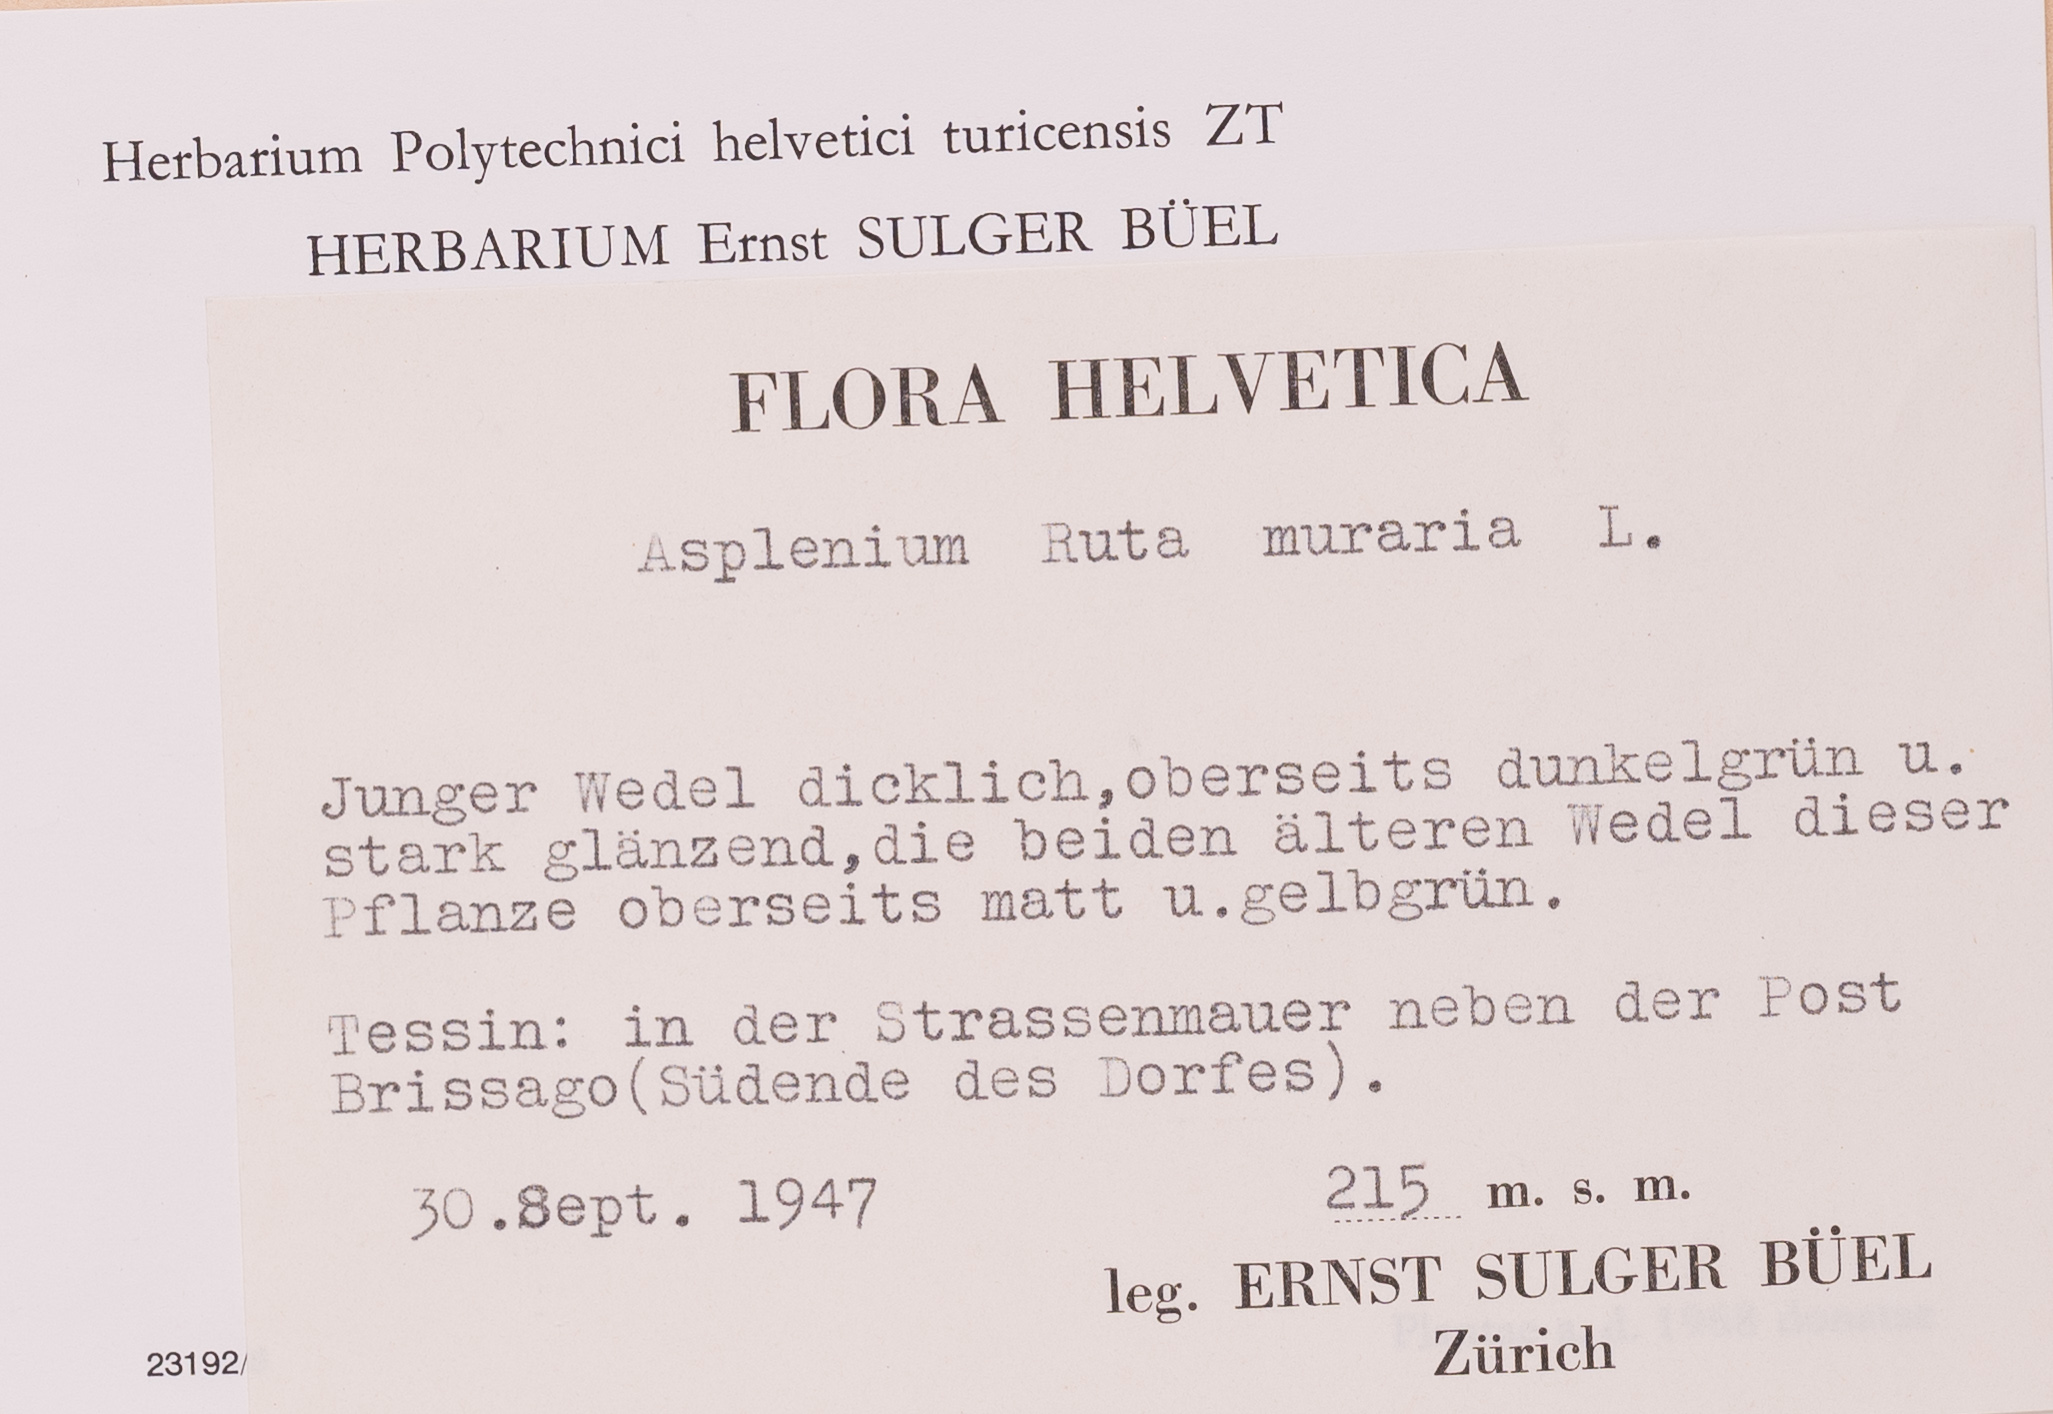 Herbarium Polytechnici helvetici turicensis ZT
HERBARIUM Ernst SULGER BÜEL
FLORA HELVETICA
Asplenium Ruta muraria L.
Junger Wedel dicklich,oberseits dunkelgrün u.
stark glänzend,die beiden älteren Wedel dieser
Pflanze oberseits matt u.gelbgrün.
Tessin: in der Strassenmauer neben der Post
Brissago(Südende des Dorfes).
30.Sept. 1947 215 m. s. m.
leg. ERNST SULGER BÜEL
Zürich
23192/